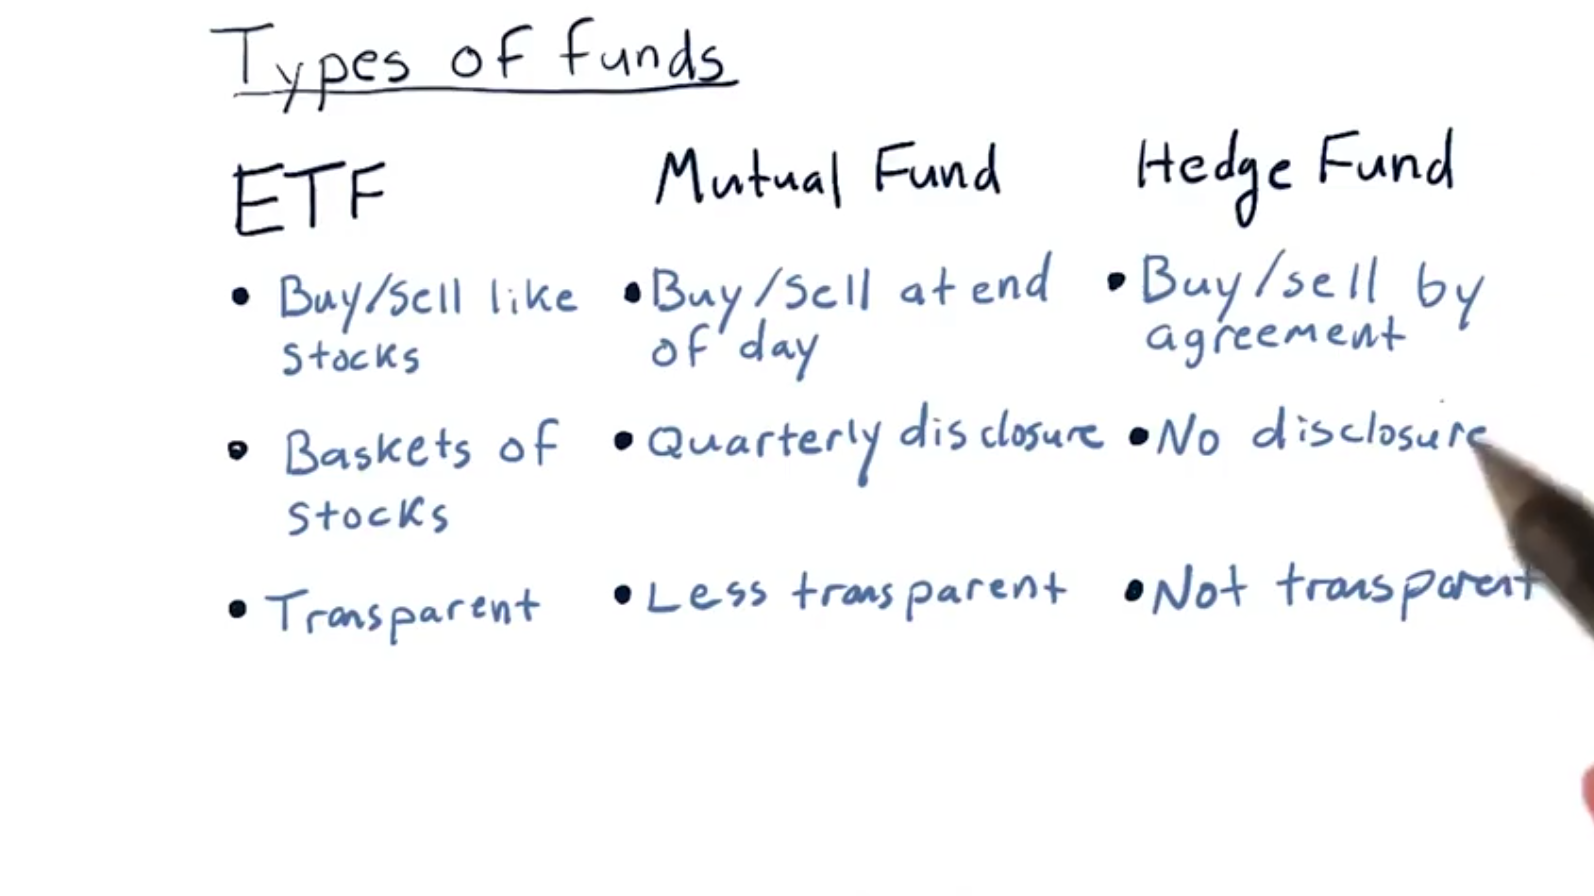 Types of funds
ETF
Mutual Fund
Hedge Fund
• Buy/sell like
stocks
• Buy/sell at end
of day
• Buy/sell by
agreement
• Baskets of
stocks
• Quarterly disclosure
• No disclosure
• Transparent
• Less transparent
• Not transparent